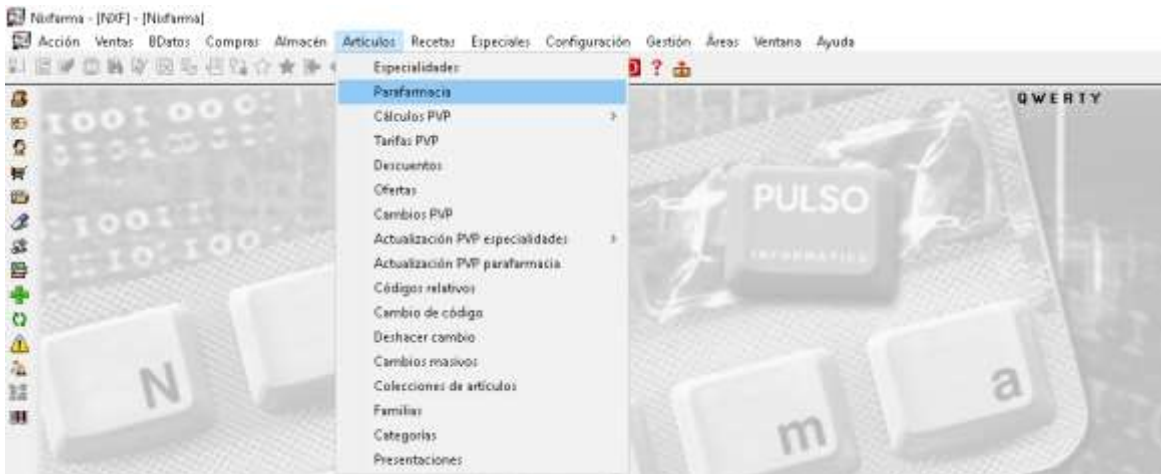 Nixfarma - [NXF] - [Nixfarma]
Acción Ventas BDatos Compras Almacén Artículos Recetas Especiales Configuración Gestión Áreas Ventana Ayuda
Especialidades
Parafarmacia
QWERTY
Cálculos PVP
Tarifas PVP
Descuentos
Ofertas
Cambios PVP
Actualización PVP especialidades
Actualización PVP parafarmacia
Códigos relativos
Cambio de código
Deshacer cambio
Cambios masivos
Colecciones de artículos
Familias
Categorías
Presentaciones
PULSO
INFORMATICA
N
m
a